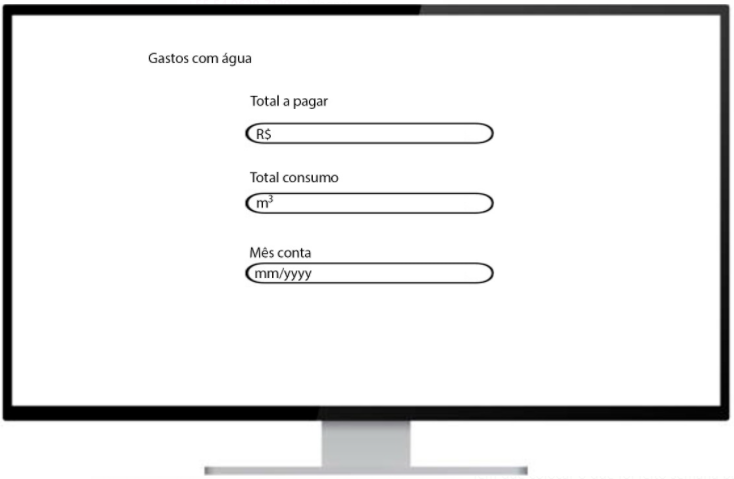 Gastos com água
Total a pagar
R$
Total consumo
m³
Mês conta
mm/yyyy